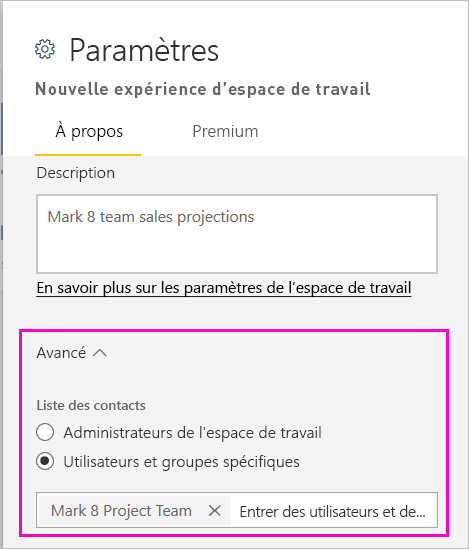 Paramètres
Nouvelle expérience d’espace de travail
À propos
Premium
Description
Mark 8 team sales projections
En savoir plus sur les paramètres de l’espace de travail
Avancé
Liste des contacts
Administrateurs de l'espace de travail
Utilisateurs et groupes spécifiques
Mark 8 Project Team
Entrer des utilisateurs et de...